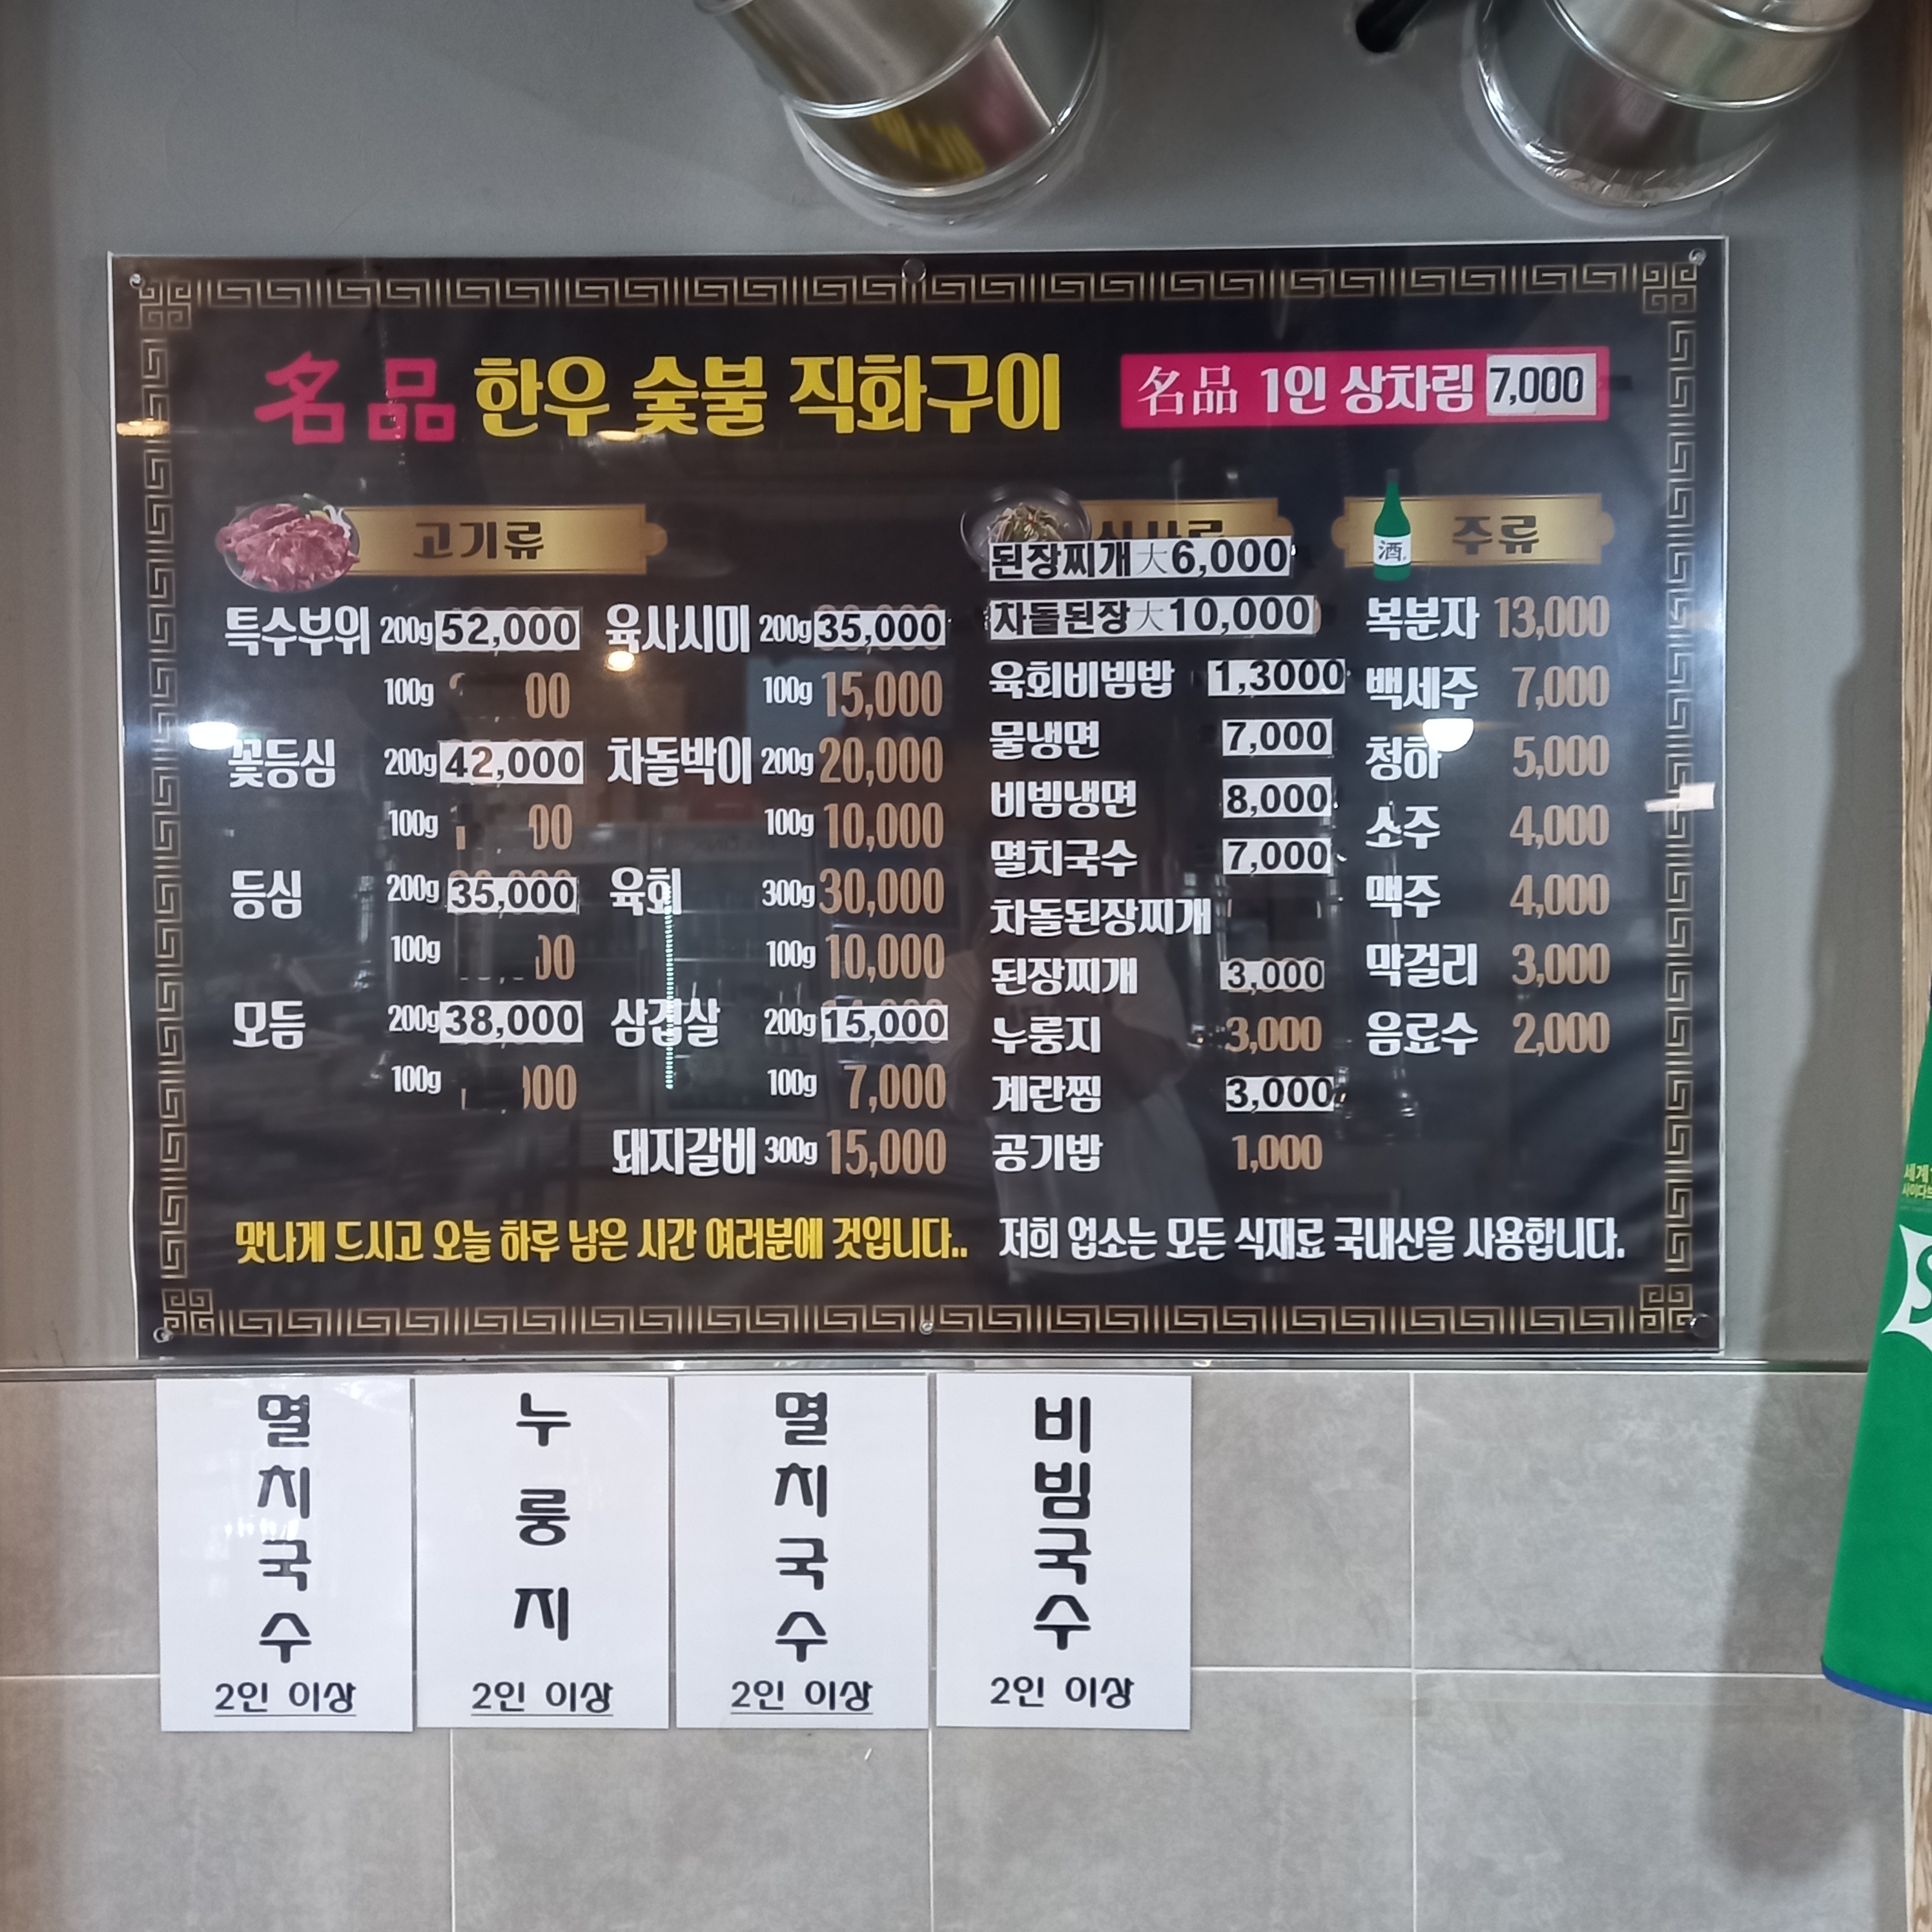 名品 한우 숯불 직화구이
名品 1인 상차림 7,000
고기류
특수부위 200g 52,000
100g 00
꽃등심 200g 42,000
100g 00
등심 200g 35,000
100g 00
모듬 200g 38,000
100g 00
육사시미 200g 35,000
100g 15,000
차돌박이 200g 20,000
100g 10,000
육회 300g 30,000
100g 10,000
삼겹살 200g 15,000
100g 7,000
돼지갈비 300g 15,000
된장찌개大6,000
차돌된장大10,000
육회비빔밥 1,3000
물냉면 7,000
비빔냉면 8,000
멸치국수 7,000
차돌된장찌개
된장찌개 3,000
누룽지 3,000
계란찜 3,000
공기밥 1,000
주류
酒
복분자 13,000
백세주 7,000
청하 5,000
소주 4,000
맥주 4,000
막걸리 3,000
음료수 2,000
맛나게 드시고 오늘 하루 남은 시간 여러분에 것입니다..
저희 업소는 모든 식재료 국내산을 사용합니다.
멸치국수
2인 이상
누룽지
2인 이상
멸치국수
2인 이상
비빔국수
2인 이상